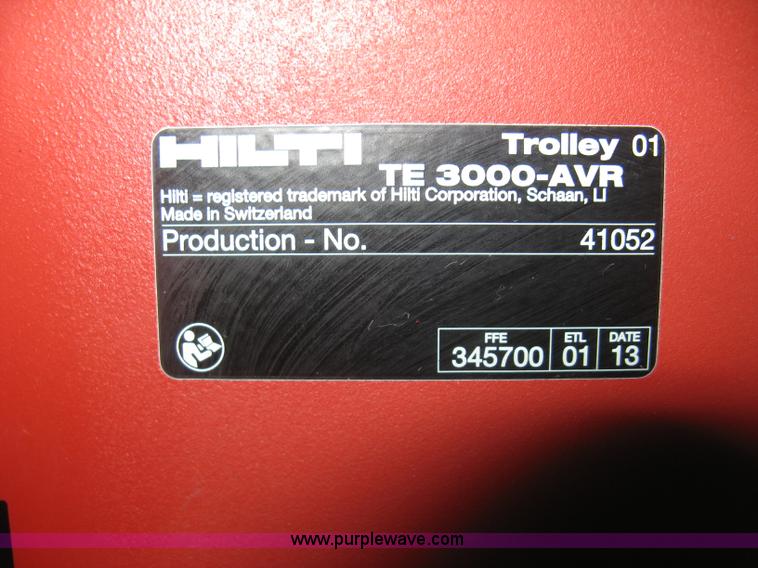 HILTI Trolley 01
TE 3000-AVR
Hilti = registered trademark of Hilti Corporation, Schaan, LI
Made in Switzerland
Production - No. 41052
FFE ETL DATE
345700 01 13
www.purplewave.com